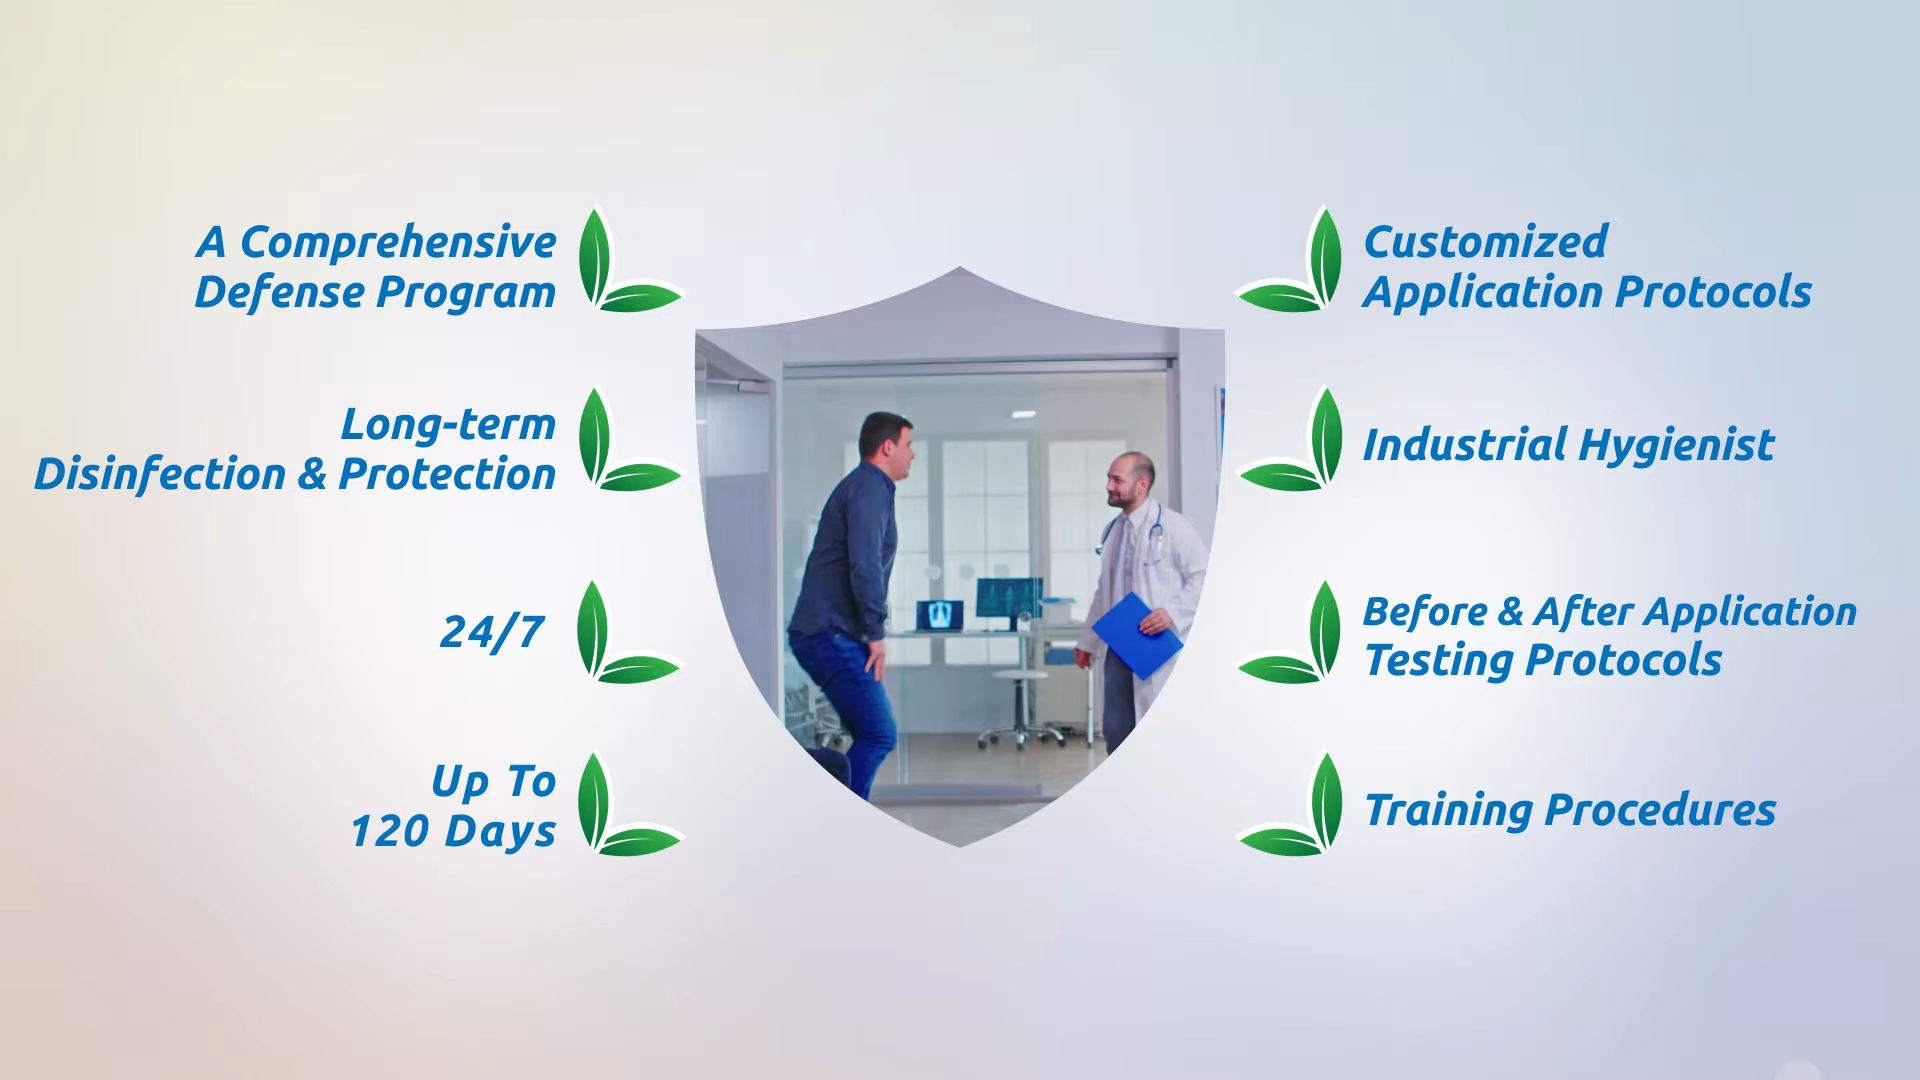 A Comprehensive
Defense Program
Long-term
Disinfection & Protection
24/7
Up To
120 Days
Customized
Application Protocols
Industrial Hygienist
Before & After Application
Testing Protocols
Training Procedures